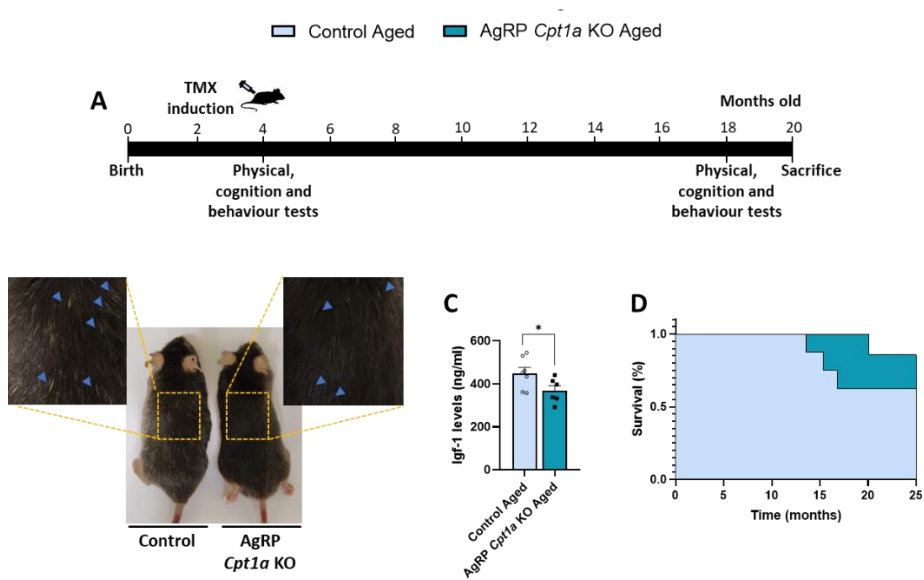 Control Aged AgRP Cpt1a KO Aged
A
TMX
induction
Months old
0 2 4 6 8 10 12 14 16 18 20
Birth
Physical,
cognition and
behaviour tests
Physical,
cognition and
behaviour tests
Sacrifice
Control
AgRP
Cpt1a KO
C
Igf-1 levels (ng/ml)
600
400
200
0
*
Control Aged
AgRP Cpt1a KO Aged
D
Survival (%)
1.0
0.5
0.0
0 5 10 15 20 25
Time (months)